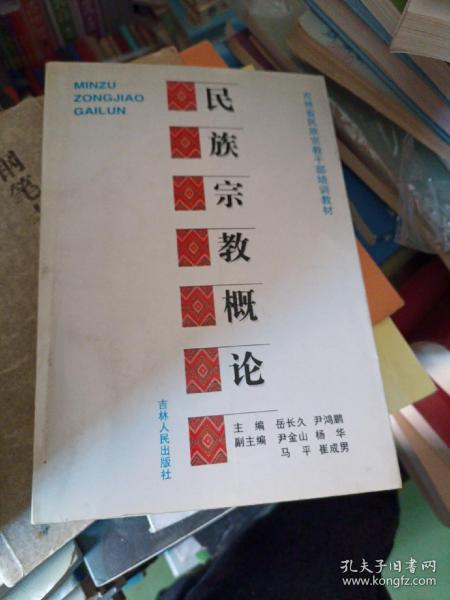 MINZU
ZONGJIAO
GAILUN
民族宗教概论
吉林省民族宗教干部培训教材
主编 岳长久 尹鸿鹏
副主编 尹金山 杨华
马平 崔成男
吉林人民出版社
钢笔
孔夫子旧书网
www.kongfz.com